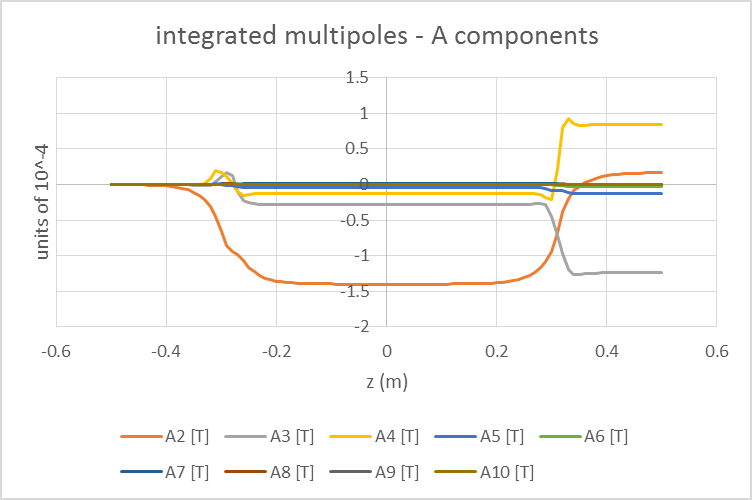 integrated multipoles - A components
1.5
1
0.5
0
-0.5
-1
-1.5
-2
units of 10^-4
-0.6 -0.4 -0.2 0 0.2 0.4 0.6
z (m)
A2 [T] A3 [T] A4 [T] A5 [T] A6 [T]
A7 [T] A8 [T] A9 [T] A10 [T]